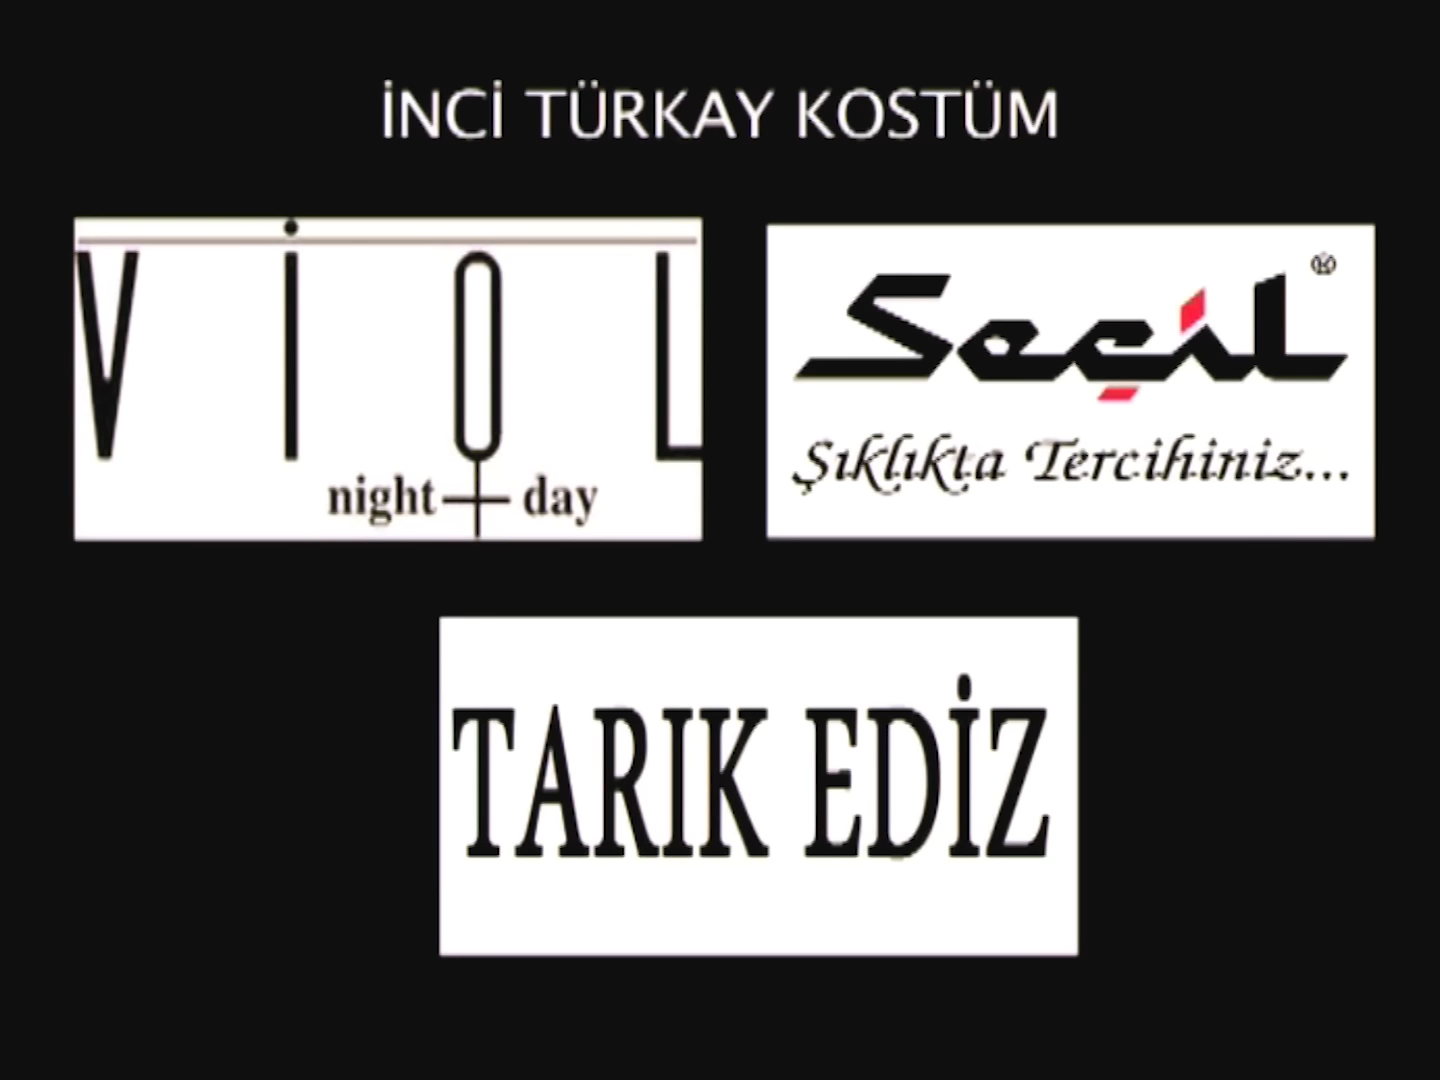 İNCİ TÜRKAY KOSTÜM
VİOL
night day
Seçil ®
Şıklıkta Tercihiniz...
TARIK EDİZ